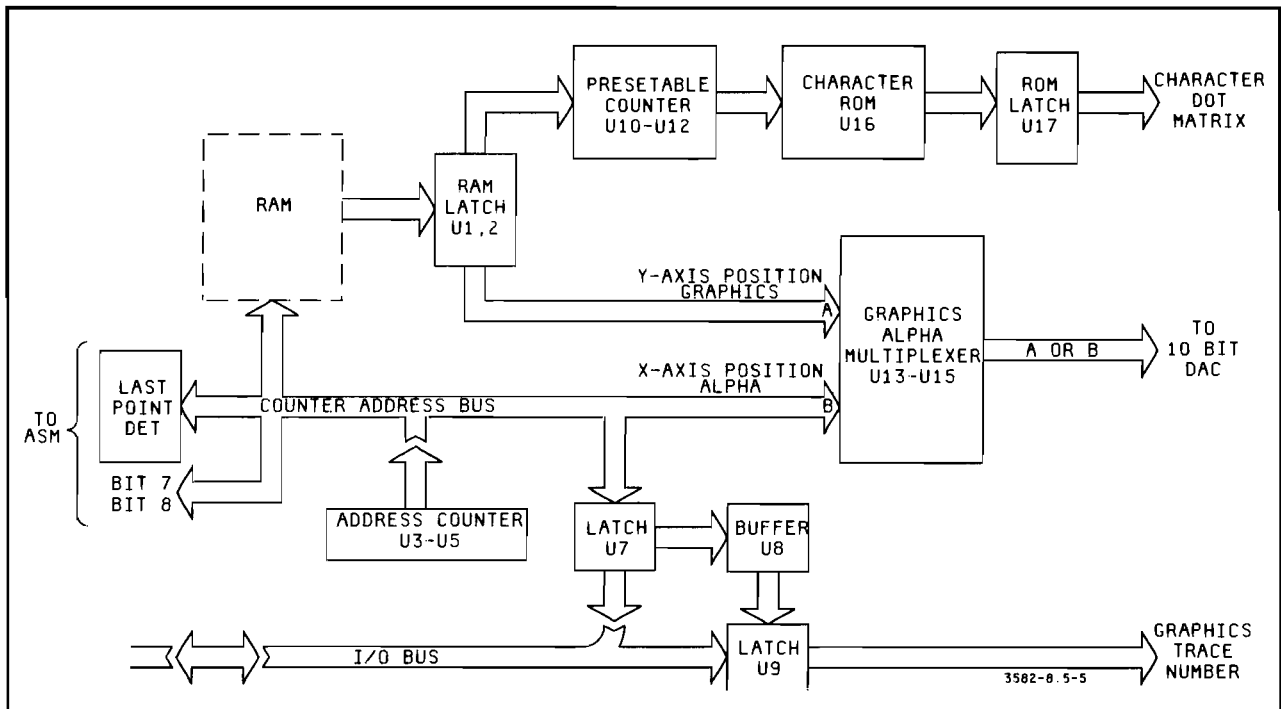 PRESETABLE
COUNTER
U10-U12
CHARACTER
ROM
U16
ROM
LATCH
U17
CHARACTER
DOT
MATRIX
RAM
RAM
LATCH
U1,2
Y-AXIS POSITION
GRAPHICS
A
GRAPHICS
ALPHA
MULTIPLEXER
U13-U15
A OR B
TO
10 BIT
DAC
X-AXIS POSITION
ALPHA
B
TO
ASM
LAST
POINT
DET
COUNTER ADDRESS BUS
BIT 7
BIT 8
ADDRESS COUNTER
U3-U5
LATCH
U7
BUFFER
U8
I/O BUS
LATCH
U9
GRAPHICS
TRACE
NUMBER
3582-8.5-5